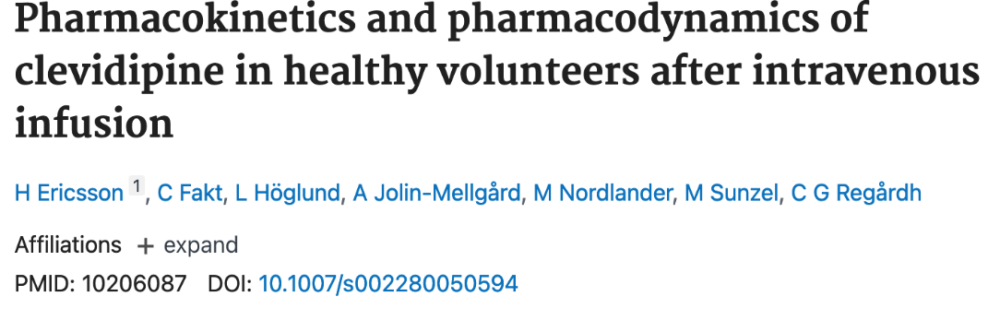 Pharmacokinetics and pharmacodynamics of
clevidipine in healthy volunteers after intravenous
infusion
H Ericsson 1, C Fakt, L Höglund, A Jolin-Mellgård, M Nordlander, M Sunzel, C G Regårdh
Affiliations + expand
PMID: 10206087 DOI: 10.1007/s002280050594